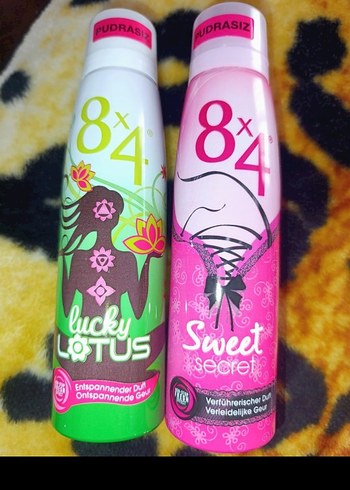 PUDRASIZ
8x4
lucky
LOTUS
Entspannender Duft
Ontspannende Geur
PUDRASIZ
8x4
Sweet
secret
Verführerischer Duft
Verleidelijke Geur